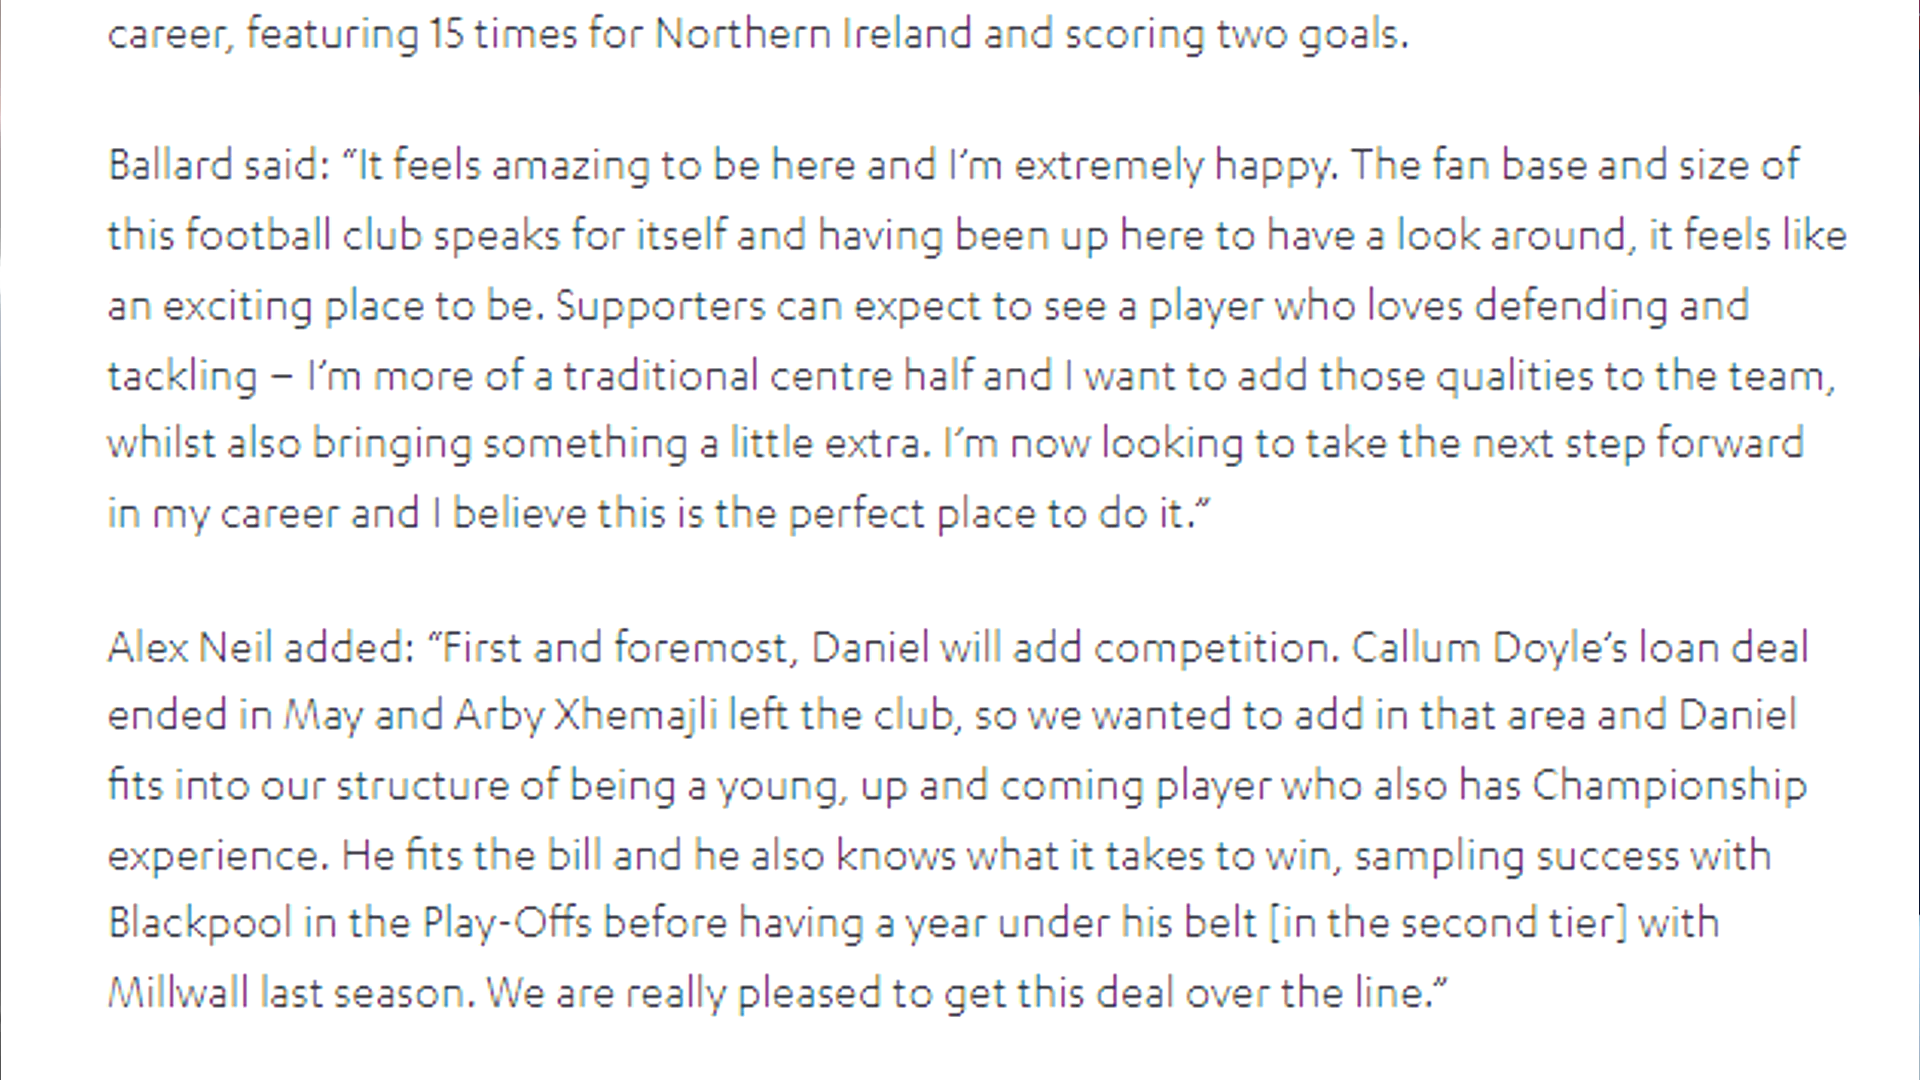 career, featuring 15 times for Northern Ireland and scoring two goals.
Ballard said: “It feels amazing to be here and I’m extremely happy. The fan base and size of
this football club speaks for itself and having been up here to have a look around, it feels like
an exciting place to be. Supporters can expect to see a player who loves defending and
tackling – I’m more of a traditional centre half and I want to add those qualities to the team,
whilst also bringing something a little extra. I’m now looking to take the next step forward
in my career and I believe this is the perfect place to do it.”
Alex Neil added: “First and foremost, Daniel will add competition. Callum Doyle’s loan deal
ended in May and Arby Xhemajli left the club, so we wanted to add in that area and Daniel
fits into our structure of being a young, up and coming player who also has Championship
experience. He fits the bill and he also knows what it takes to win, sampling success with
Blackpool in the Play-Offs before having a year under his belt [in the second tier] with
Millwall last season. We are really pleased to get this deal over the line.”